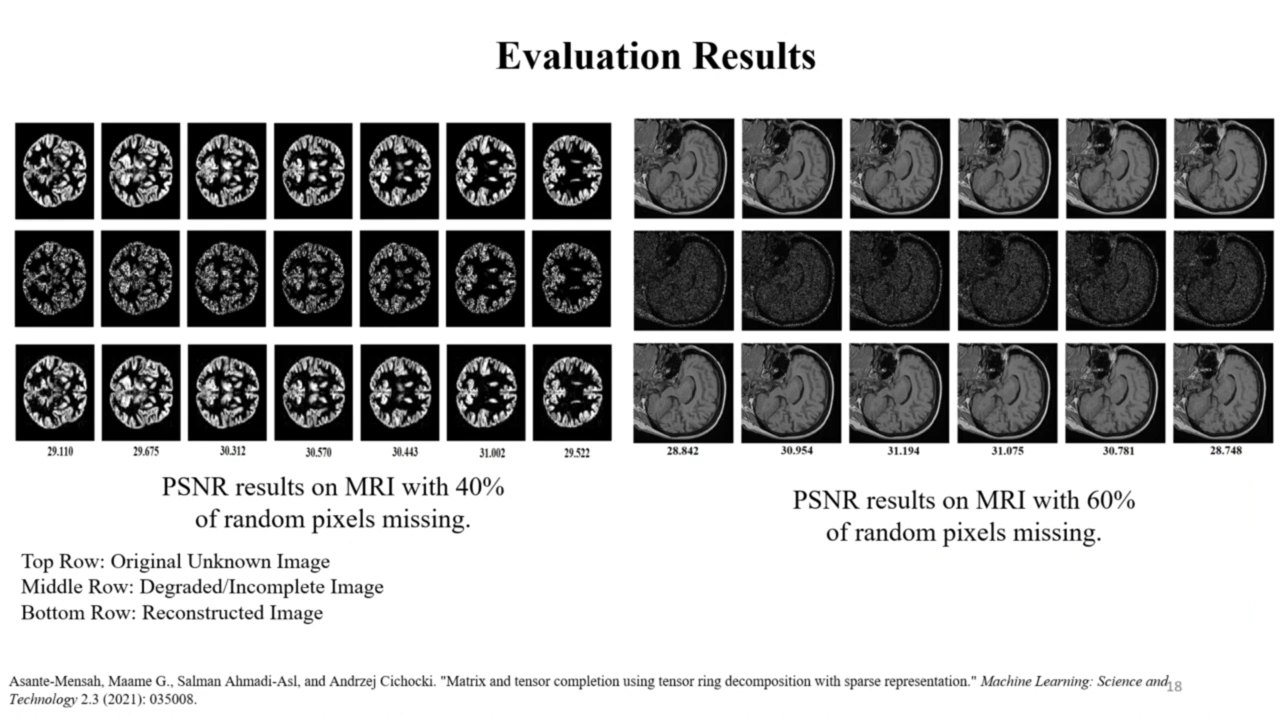 Evaluation Results
29.110 29.675 30.312 30.570 30.443 31.002 29.522
28.842 30.954 31.194 31.075 30.781 28.748
PSNR results on MRI with 40%
of random pixels missing.
PSNR results on MRI with 60%
of random pixels missing.
Top Row: Original Unknown Image
Middle Row: Degraded/Incomplete Image
Bottom Row: Reconstructed Image
Asante-Mensah, Maame G., Salman Ahmadi-Asl, and Andrzej Cichocki. "Matrix and tensor completion using tensor ring decomposition with sparse representation." Machine Learning: Science and
Technology 2.3 (2021): 035008.
18